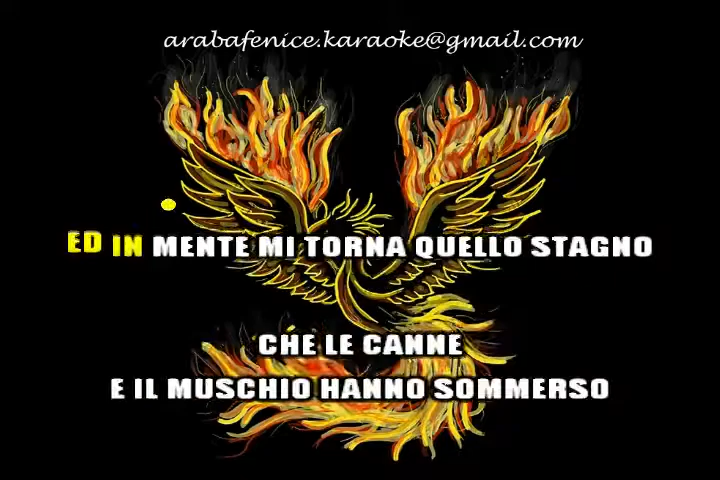 arabafenice.karaoke@gmail.com
ED IN MENTE MI TORNA QUELLO STAGNO
CHE LE CANNE
E IL MUSCHIO HANNO SOMMERSO